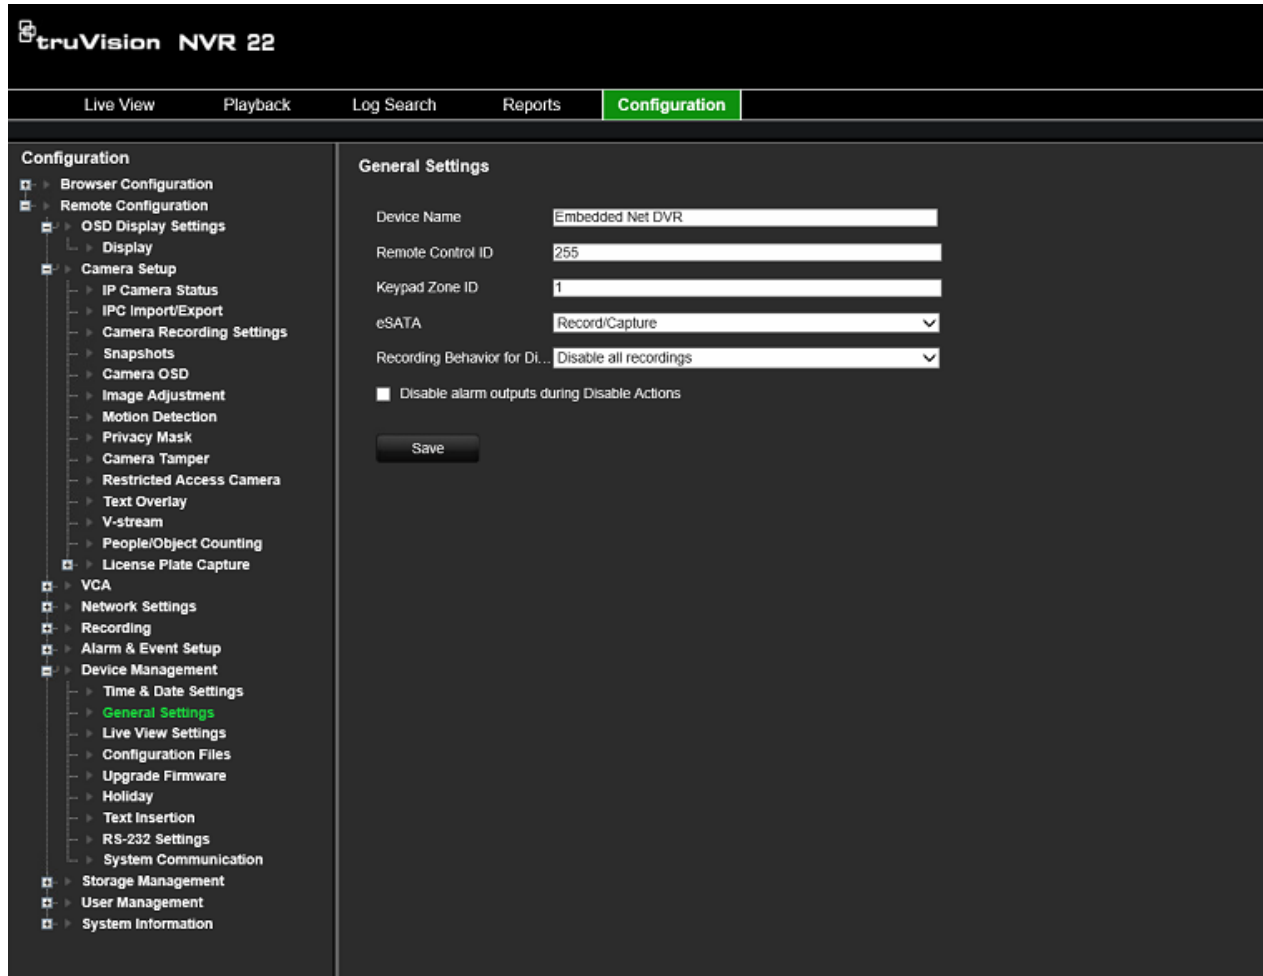 truVision NVR 22
Live View Playback Log Search Reports Configuration
Configuration
Browser Configuration
Remote Configuration
OSD Display Settings
Display
Camera Setup
IP Camera Status
IPC Import/Export
Camera Recording Settings
Snapshots
Camera OSD
Image Adjustment
Motion Detection
Privacy Mask
Camera Tamper
Restricted Access Camera
Text Overlay
V-stream
People/Object Counting
License Plate Capture
VCA
Network Settings
Recording
Alarm & Event Setup
Device Management
Time & Date Settings
General Settings
Live View Settings
Configuration Files
Upgrade Firmware
Holiday
Text Insertion
RS-232 Settings
System Communication
Storage Management
User Management
System Information
General Settings
Device Name Embedded Net DVR
Remote Control ID 255
Keypad Zone ID 1
eSATA Record/Capture
Recording Behavior for Di... Disable all recordings
Disable alarm outputs during Disable Actions
Save